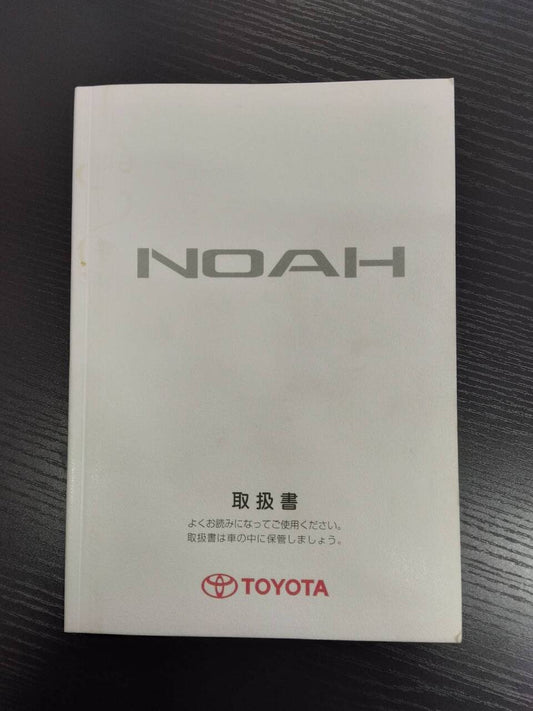 NOAH
取扱書
よくお読みになってご使用ください。
取扱書は車の中に保管しましょう。
TOYOTA